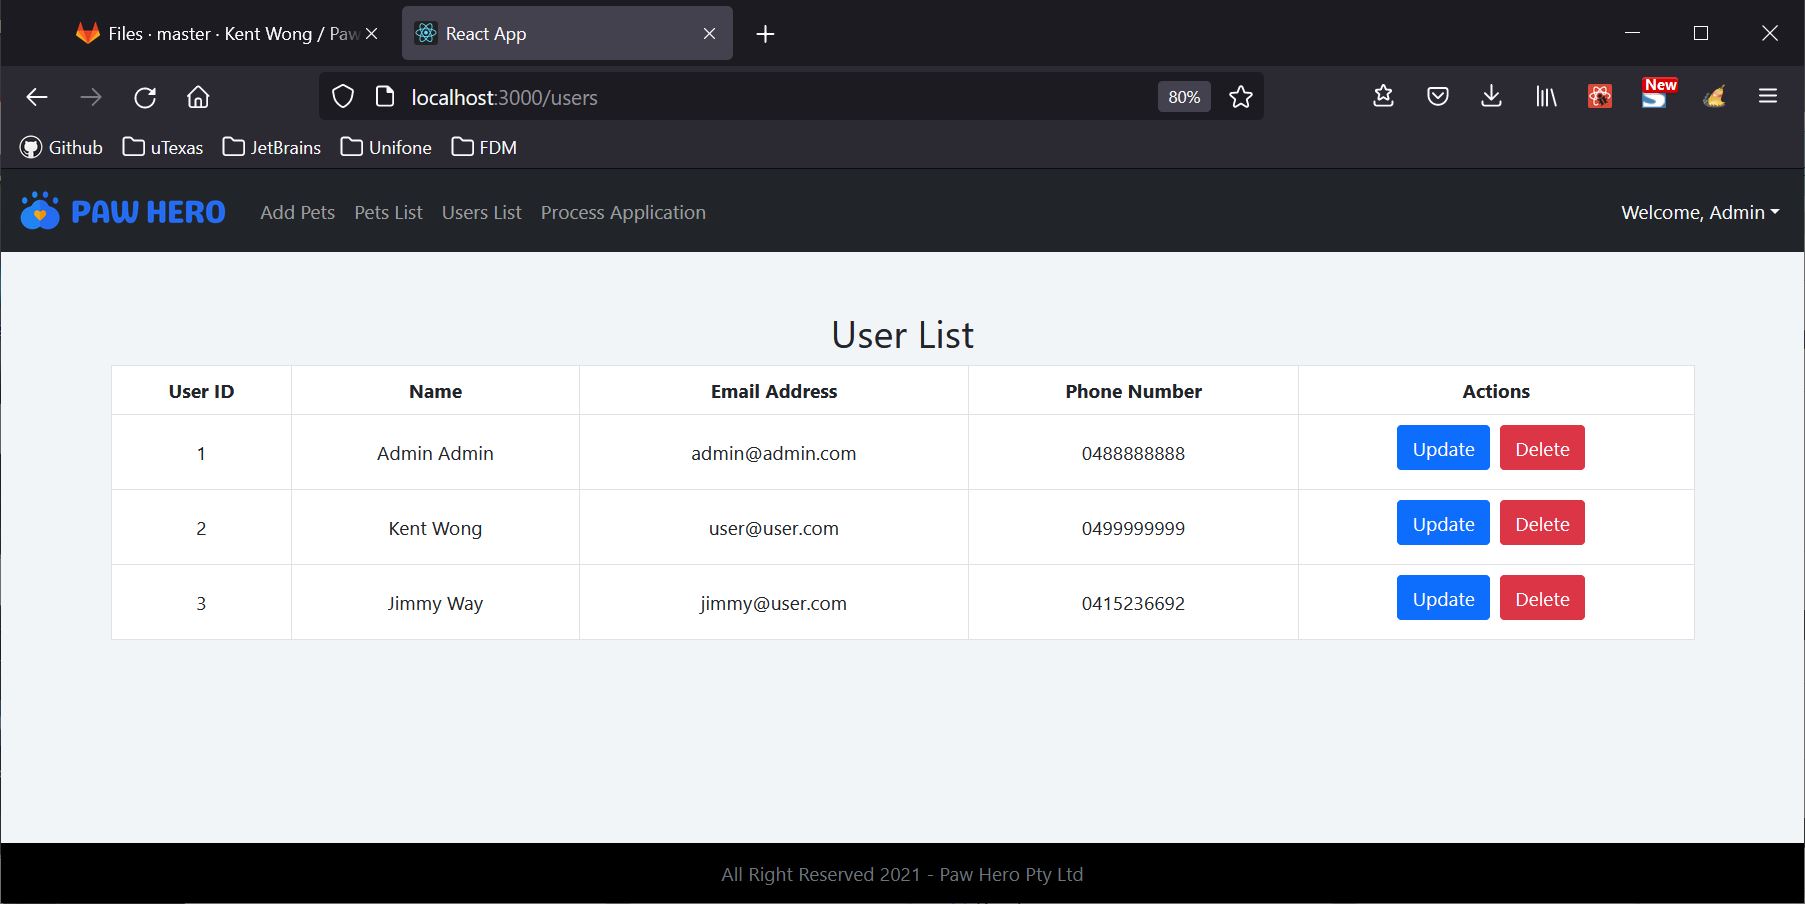 Files · master · Kent Wong / Paw
React App
localhost:3000/users
80%
New
Github uTexas JetBrains Unifone FDM
PAW HERO Add Pets Pets List Users List Process Application Welcome, Admin
User List
User ID Name Email Address Phone Number Actions
1 Admin Admin admin@admin.com 0488888888 Update Delete
2 Kent Wong user@user.com 0499999999 Update Delete
3 Jimmy Way jimmy@user.com 0415236692 Update Delete
All Right Reserved 2021 - Paw Hero Pty Ltd